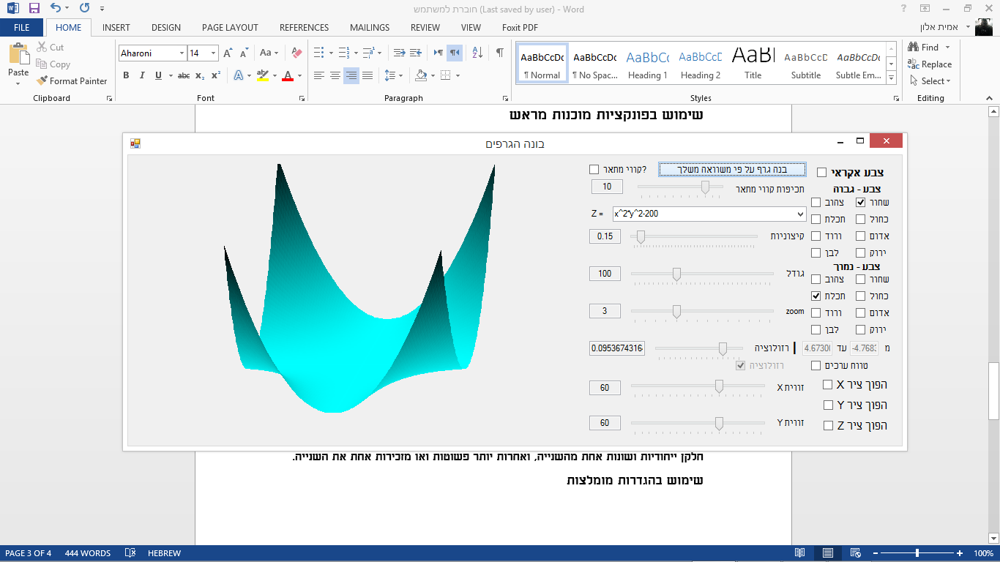 חוברת למשתמש (Last saved by user) - Word
FILE HOME INSERT DESIGN PAGE LAYOUT REFERENCES MAILINGS REVIEW VIEW Foxit PDF אמית אלון
Paste Cut Copy Format Painter
Aharoni 14
AaBbCcDc AaBbCcDc AaBbCc AaBbCcD AaB AaBbCcD AaBbCcDc
¶ Normal ¶ No Spac... Heading 1 Heading 2 Title Subtitle Subtle Em...
Find Replace Select
Clipboard Font Paragraph Styles Editing
שימוש בפונקציות מוכנות מראש
בונה הגרפים
קווי מתאר?
בנה גרף על פי משוואה משלך
צבע אקראי
10
תכיפות קווי מתאר
צבע - גבוה
שחור צהוב
Z = x^2*y^2-200
כחול תכלת
0.15 קיצוניות
אדום ורוד
ירוק לבן
צבע - נמוך
100 גודל
שחור צהוב
כחול תכלת
3 zoom
אדום ורוד
ירוק לבן
0.095367431640 רזולוציה | מ -4.7683 עד 4.67300
רזולוציה
טווח ערכים
60 זווית X
הפוך ציר X
הפוך ציר Y
60 זווית Y
הפוך ציר Z
חלקן ייחודיות ושונות אחת מהשנייה, ואחרות יותר פשוטות ואו מזכירות אחת את השנייה.
שימוש בהגדרות מומלצות
PAGE 3 OF 4 444 WORDS HEBREW 100%